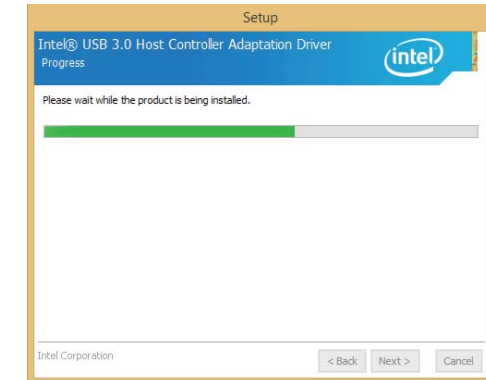 Setup
Intel® USB 3.0 Host Controller Adaptation Driver
Progress
intel
Please wait while the product is being installed.
Intel Corporation
< Back Next > Cancel